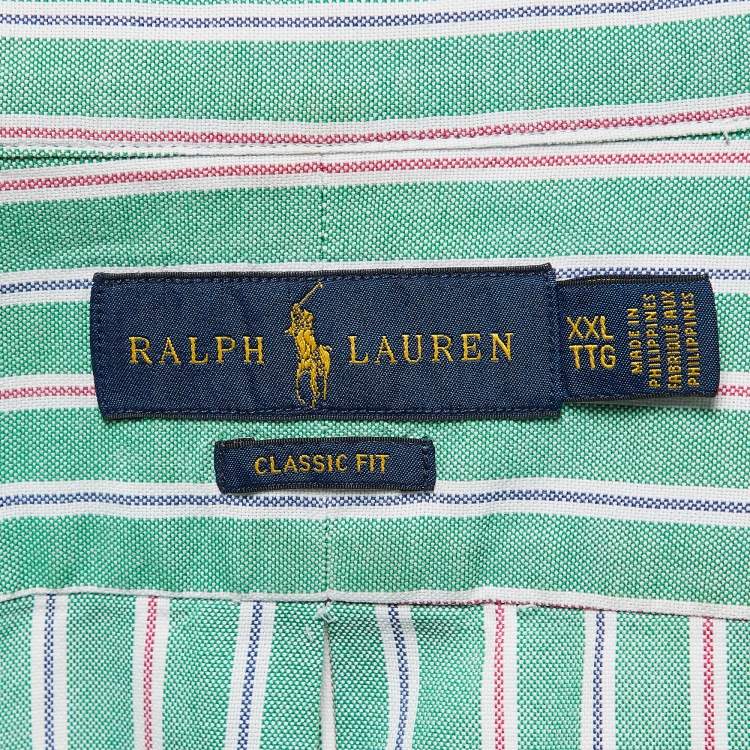 RALPH LAUREN
XXL
TTG
MADE IN
PHILIPPINES
FABRIQUÉ AUX
PHILIPPINES
CLASSIC FIT